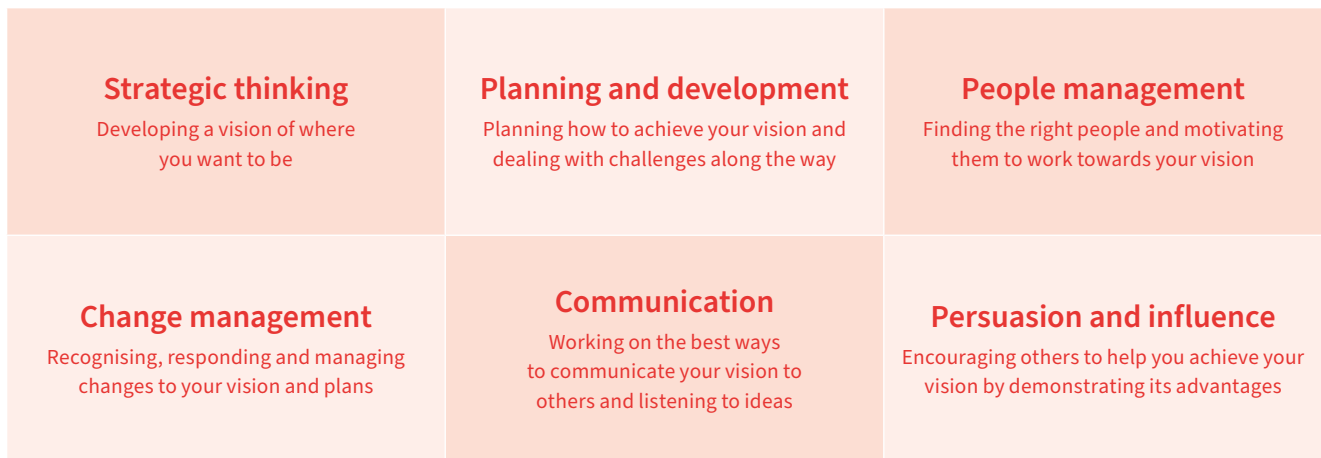 Strategic thinking
Developing a vision of where
you want to be
Planning and development
Planning how to achieve your vision and
dealing with challenges along the way
People management
Finding the right people and motivating
them to work towards your vision
Change management
Recognising, responding and managing
changes to your vision and plans
Communication
Working on the best ways
to communicate your vision to
others and listening to ideas
Persuasion and influence
Encouraging others to help you achieve your
vision by demonstrating its advantages